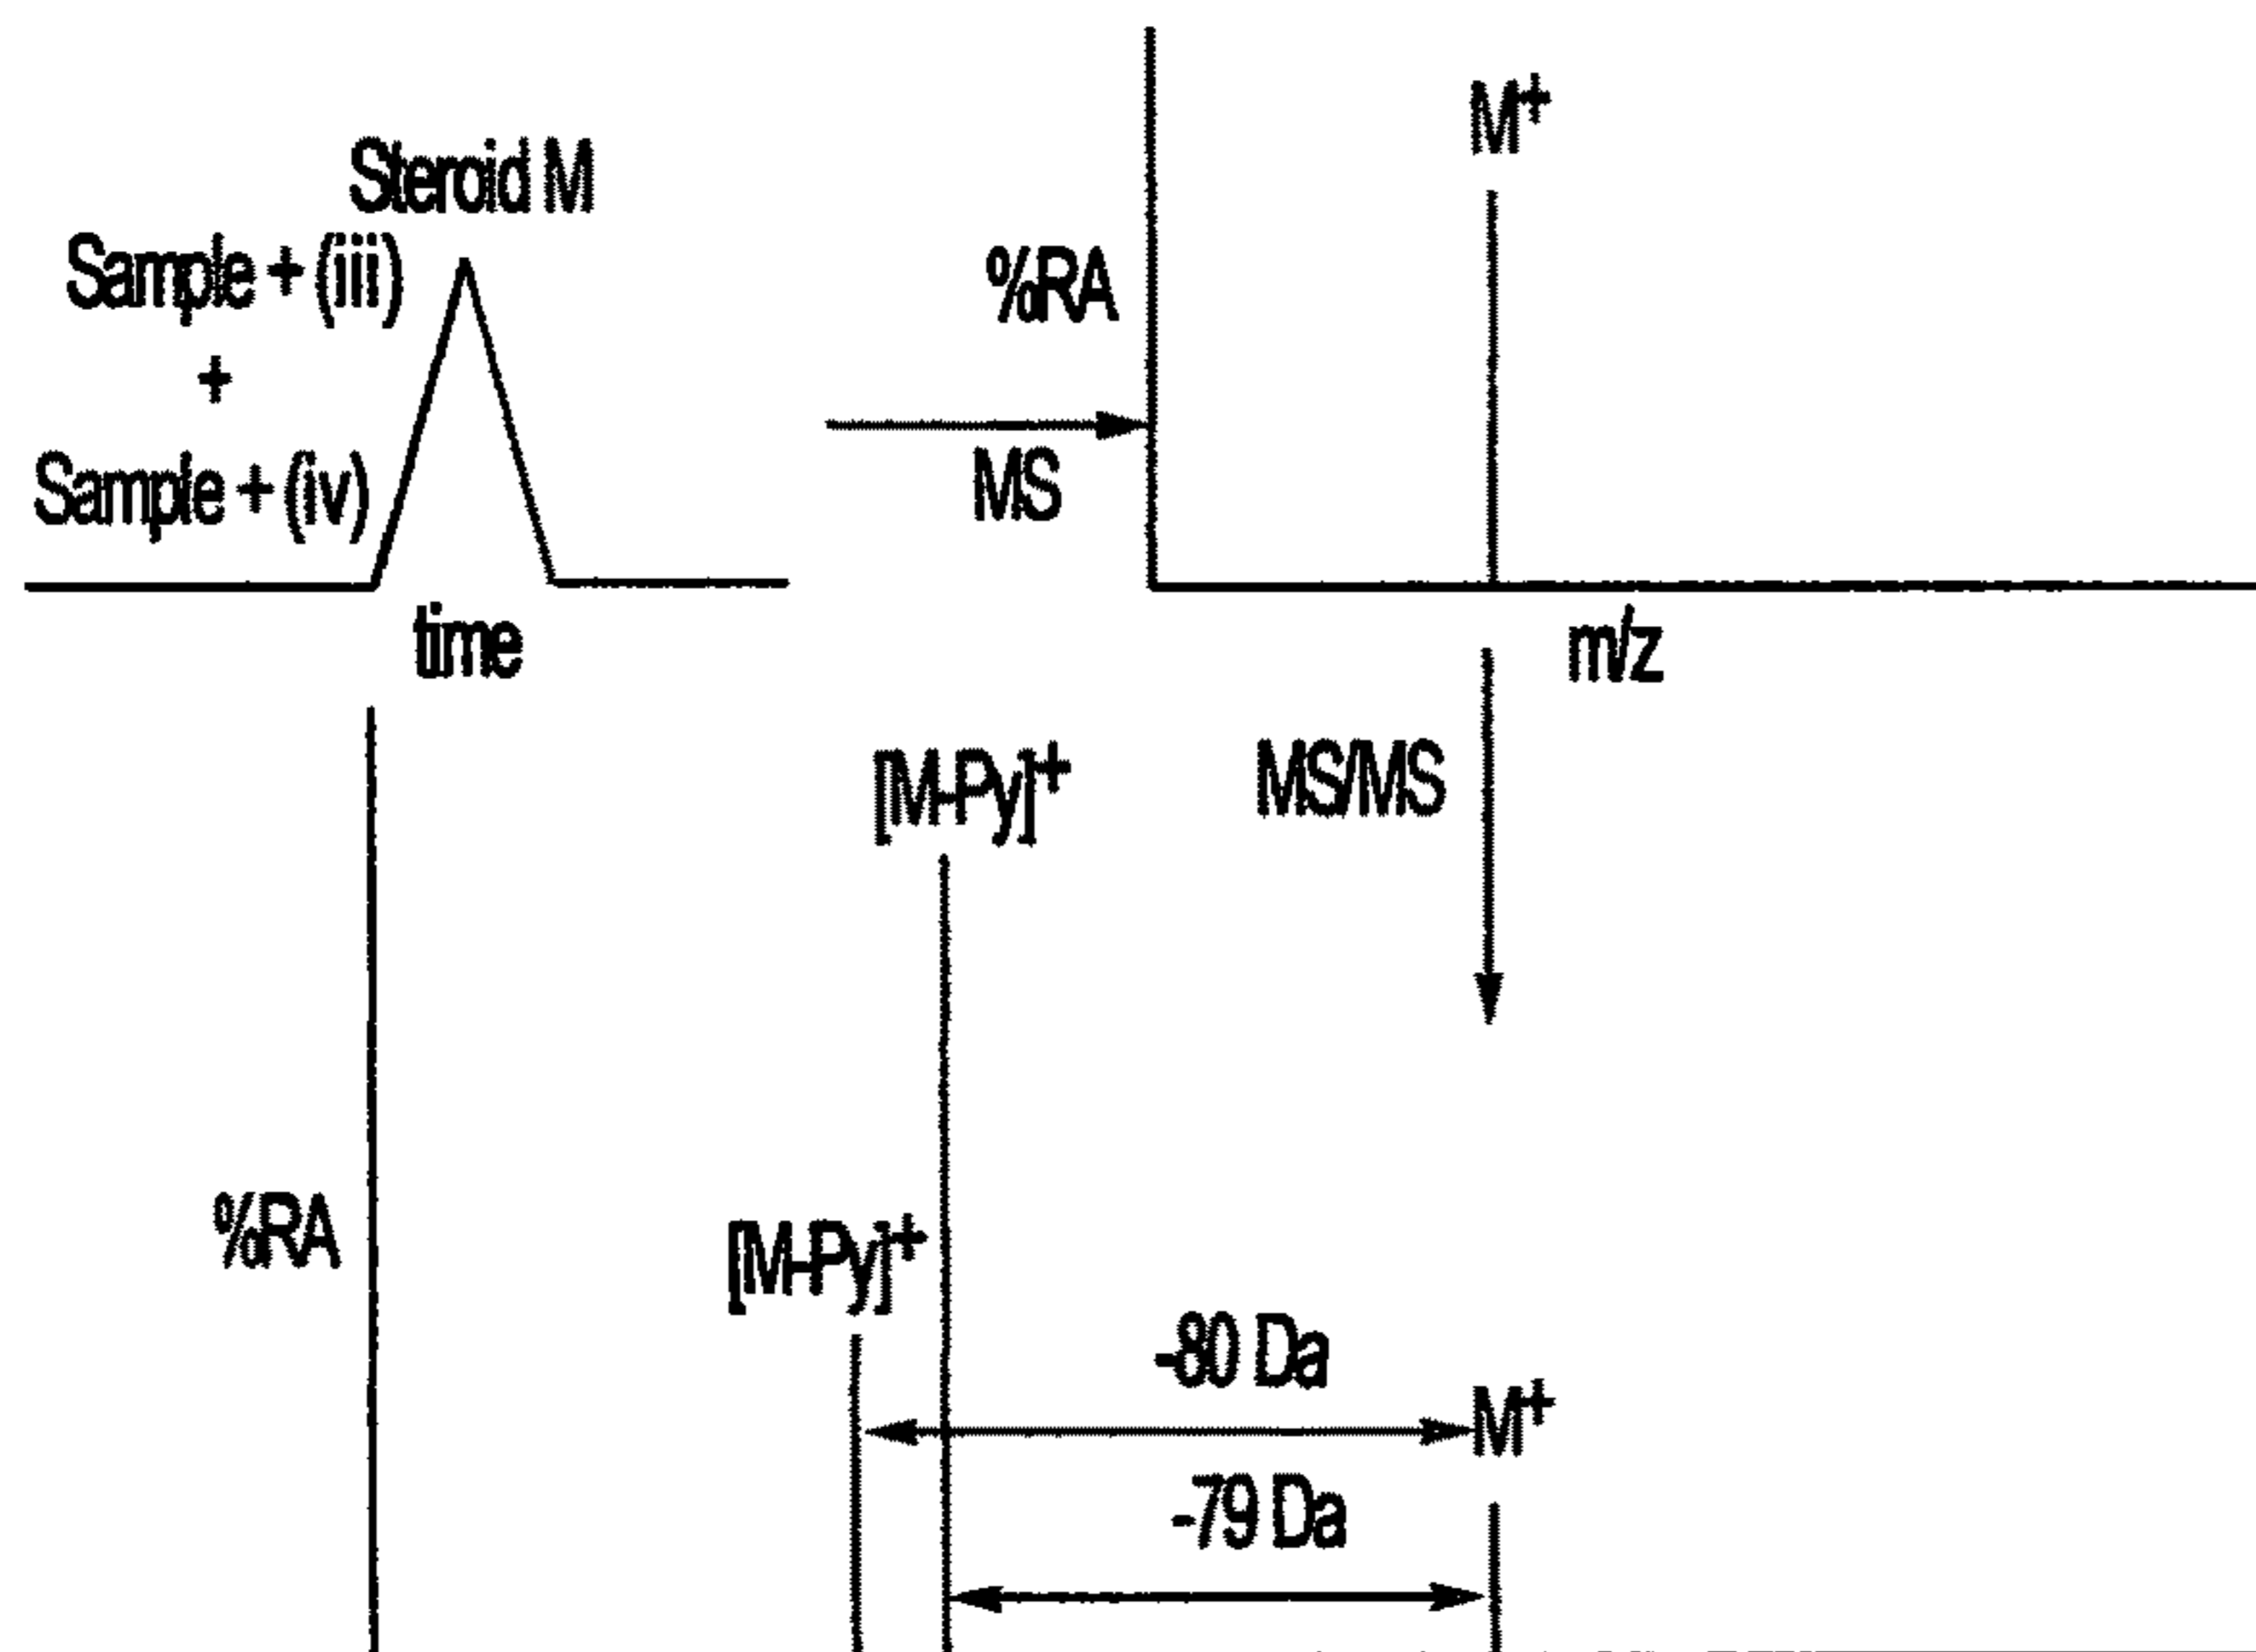 Steroid M
Sample + (iii)
+
Sample + (iv)
time
%RA
M+
MS
m/z
MS/MS
[M-Py]+
%RA
[M-Py]+
-80 Da
M+
-79 Da